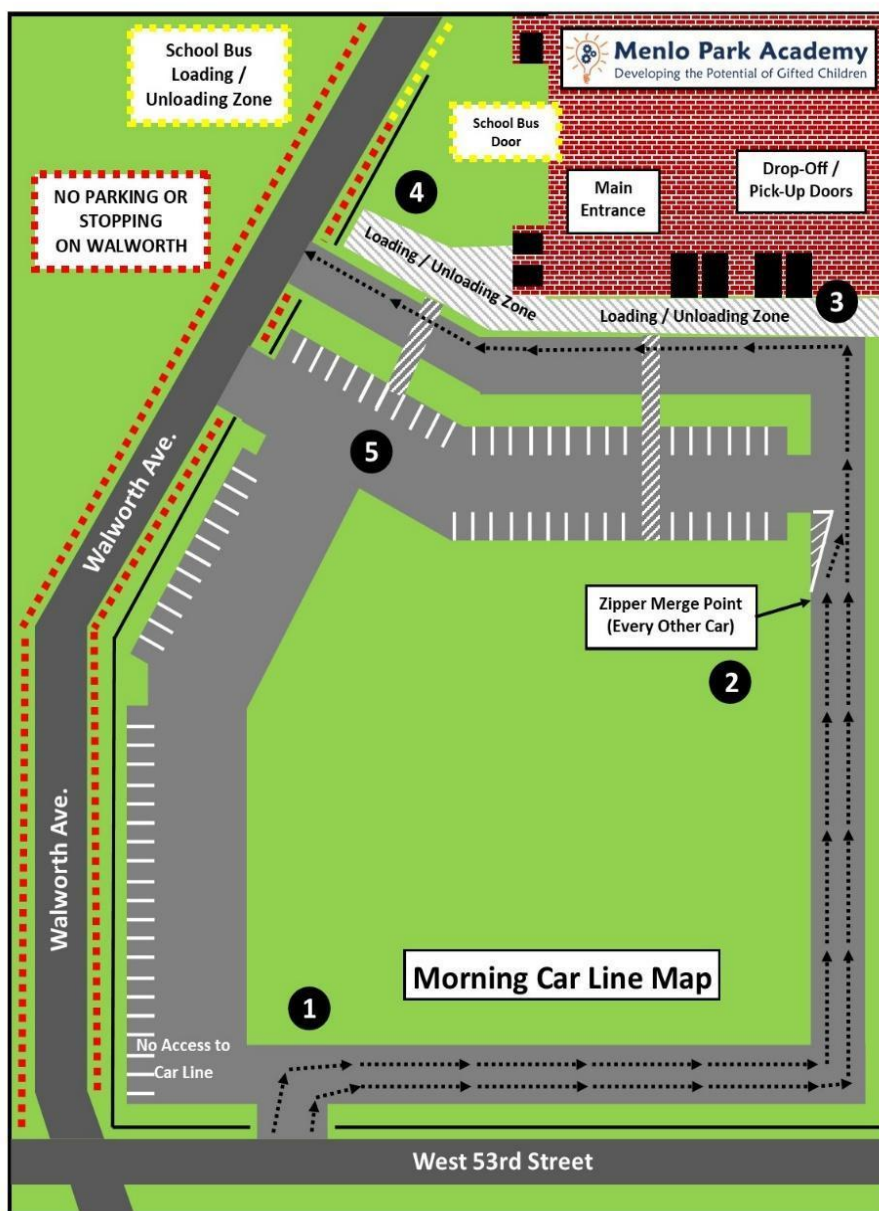 School Bus
Loading /
Unloading Zone
Menlo Park Academy
Developing the Potential of Gifted Children
School Bus
Door
NO PARKING OR
STOPPING
ON WALWORTH
4
Main
Entrance
Drop-Off /
Pick-Up Doors
Loading / Unloading Zone
Loading / Unloading Zone
3
5
Walworth Ave.
Zipper Merge Point
(Every Other Car)
2
Walworth Ave.
Morning Car Line Map
1
No Access to
Car Line
West 53rd Street